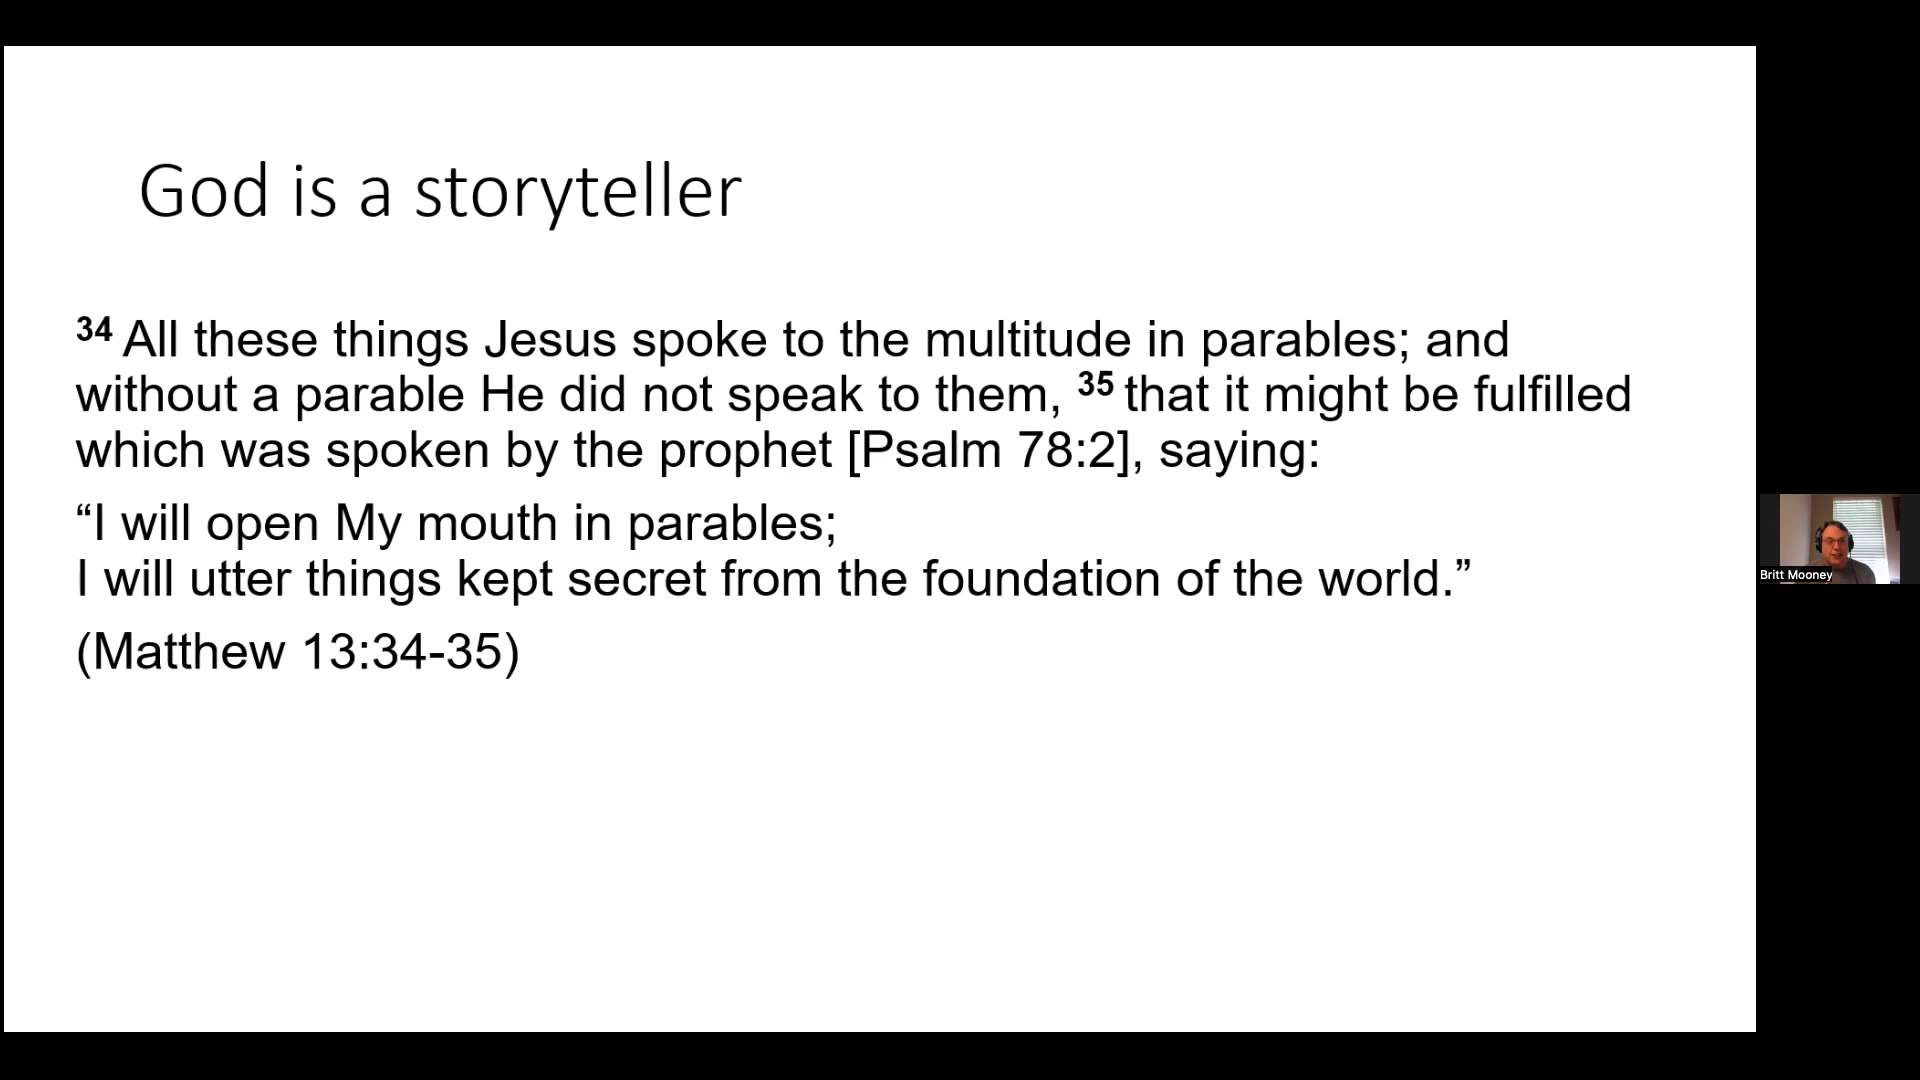 God is a storyteller
34 All these things Jesus spoke to the multitude in parables; and
without a parable He did not speak to them, 35 that it might be fulfilled
which was spoken by the prophet [Psalm 78:2], saying:
“I will open My mouth in parables;
I will utter things kept secret from the foundation of the world.”
(Matthew 13:34-35)
Britt Mooney